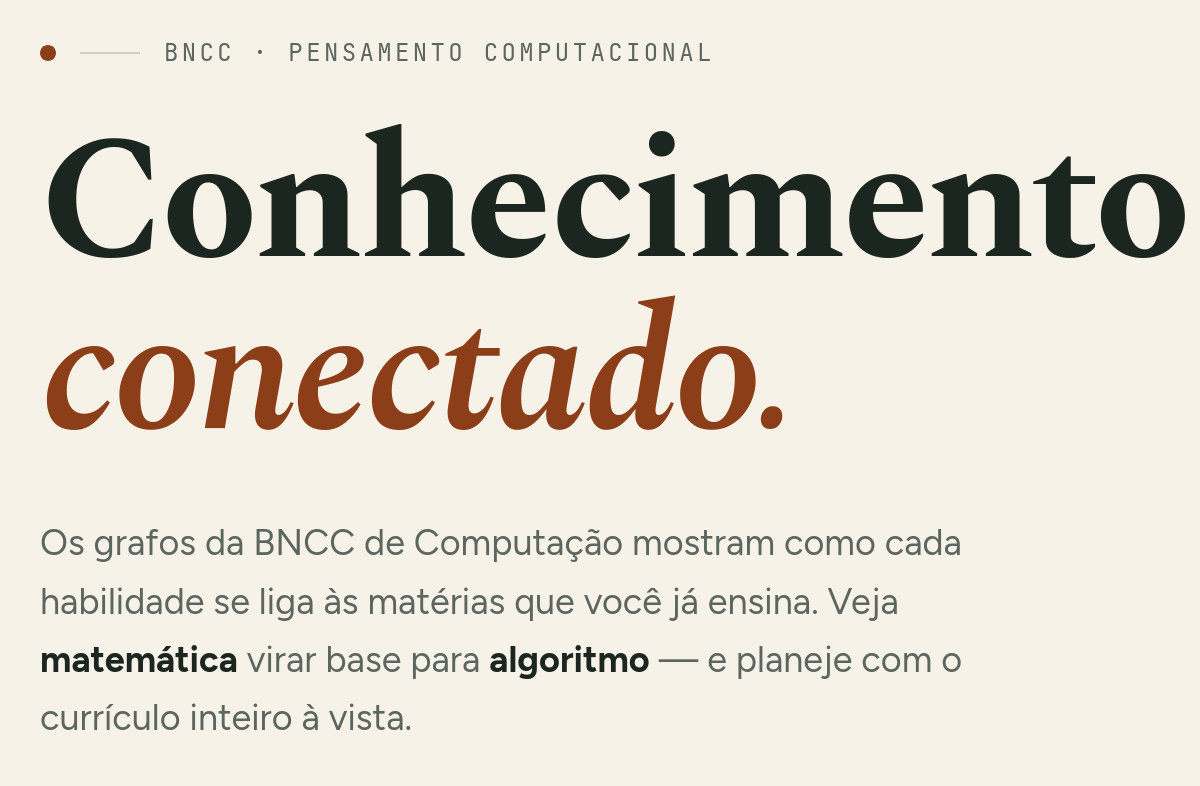 BNCC · PENSAMENTO COMPUTACIONAL
Conhecimento
conectado.
Os grafos da BNCC de Computação mostram como cada
habilidade se liga às matérias que você já ensina. Veja
matemática virar base para algoritmo — e planeje com o
currículo inteiro à vista.